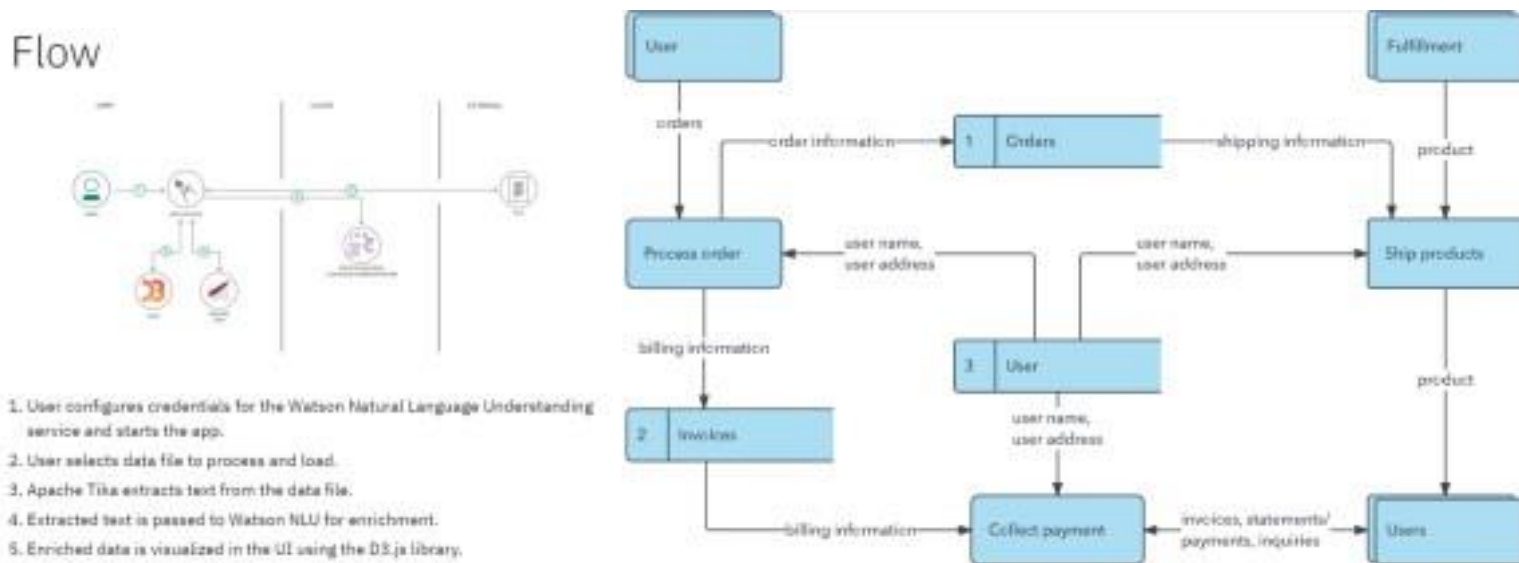 Flow
1. User configures credentials for the Watson Natural Language Understanding
service and starts the app.
2. User selects data file to process and load.
3. Apache Tika extracts text from the data file.
4. Extracted text is passed to Watson NLU for enrichment.
5. Enriched data is visualized in the UI using the D3.js library.
User
Fulfillment
orders
order information
1 Orders
shipping information
product
Process order
user name,
user address
user name,
user address
Ship products
billing information
3 User
product
2 Invoices
user name,
user address
billing information
Collect payment
invoices, statements/
payments, inquiries
Users